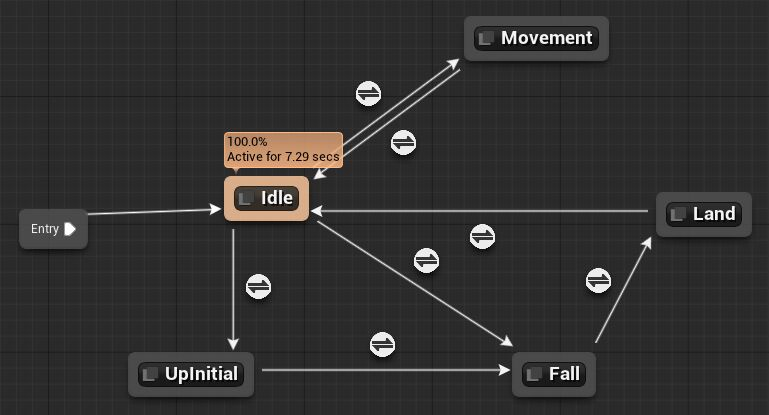 Movement
100.0%
Active for 7.29 secs
Idle
Land
Entry
UpInitial
Fall